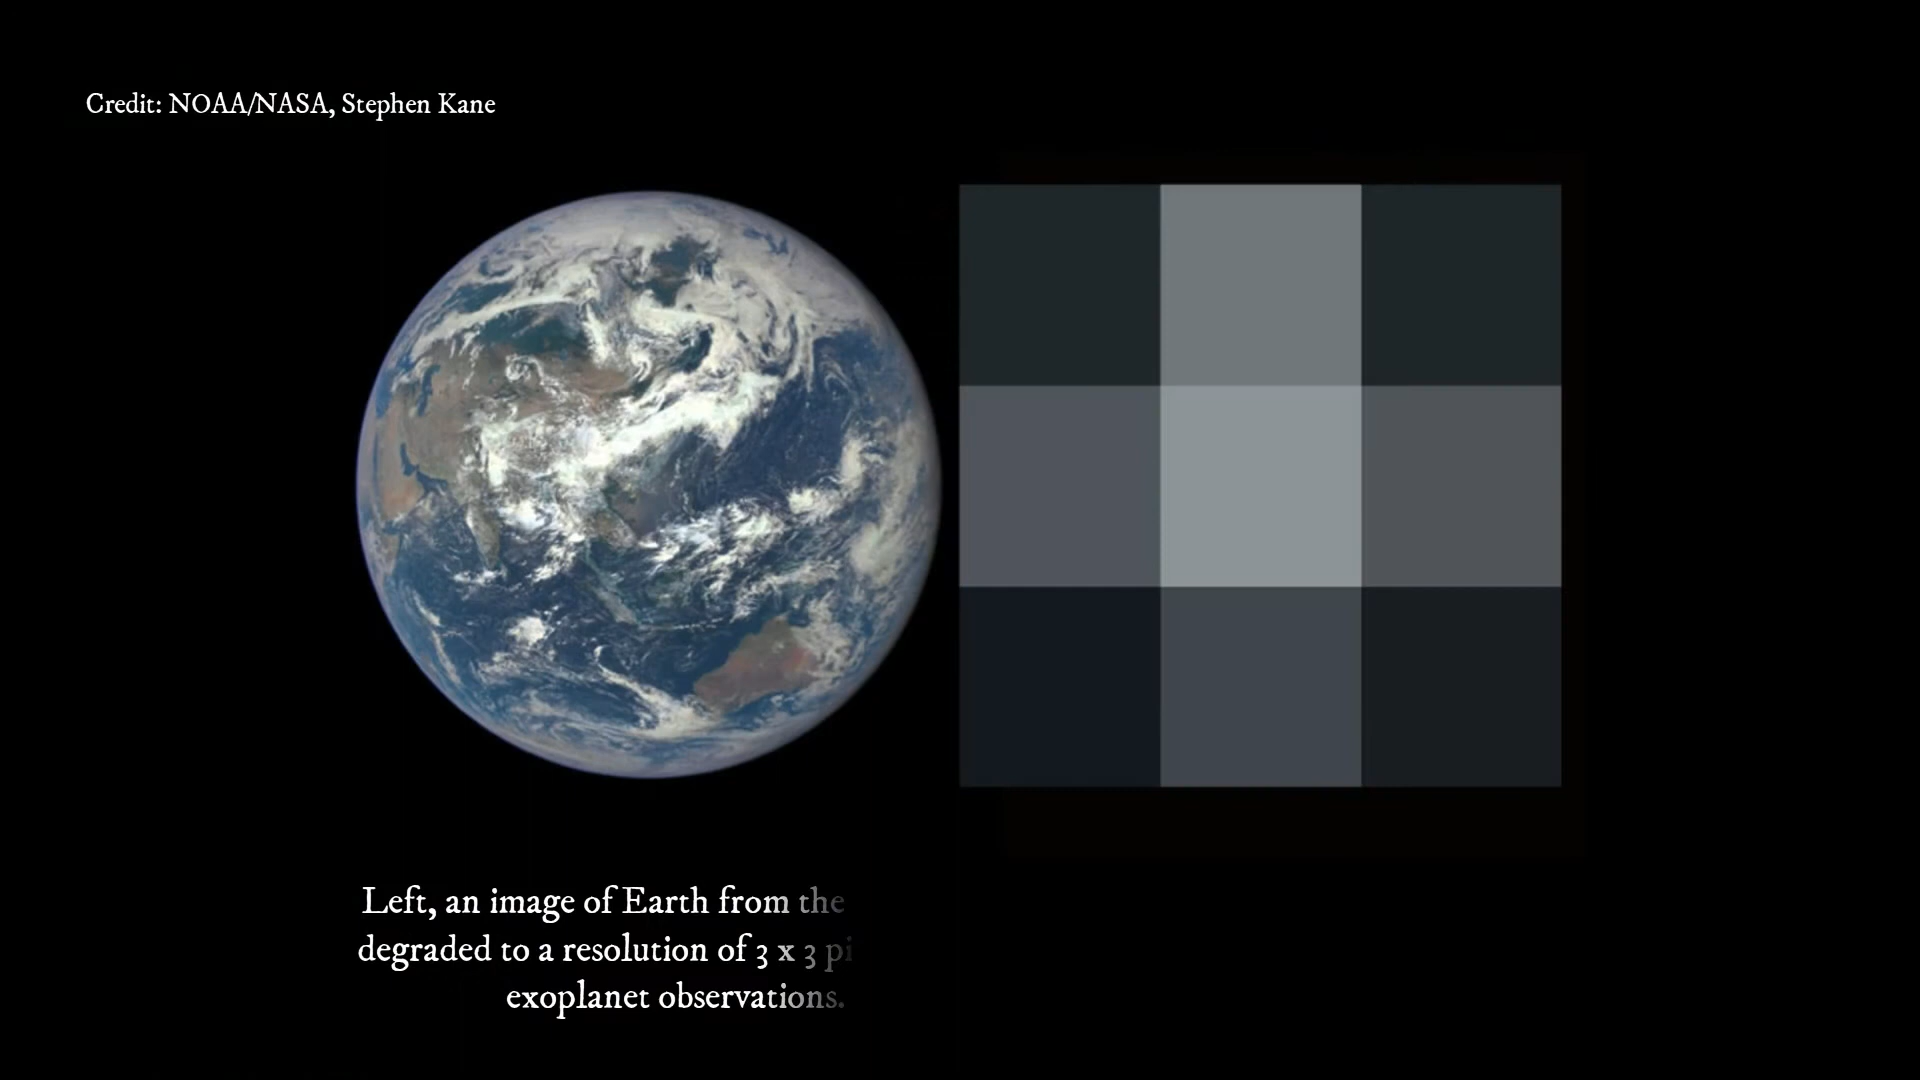 Credit: NOAA/NASA, Stephen Kane
Left, an image of Earth from the
degraded to a resolution of 3 x 3
exoplanet observations.